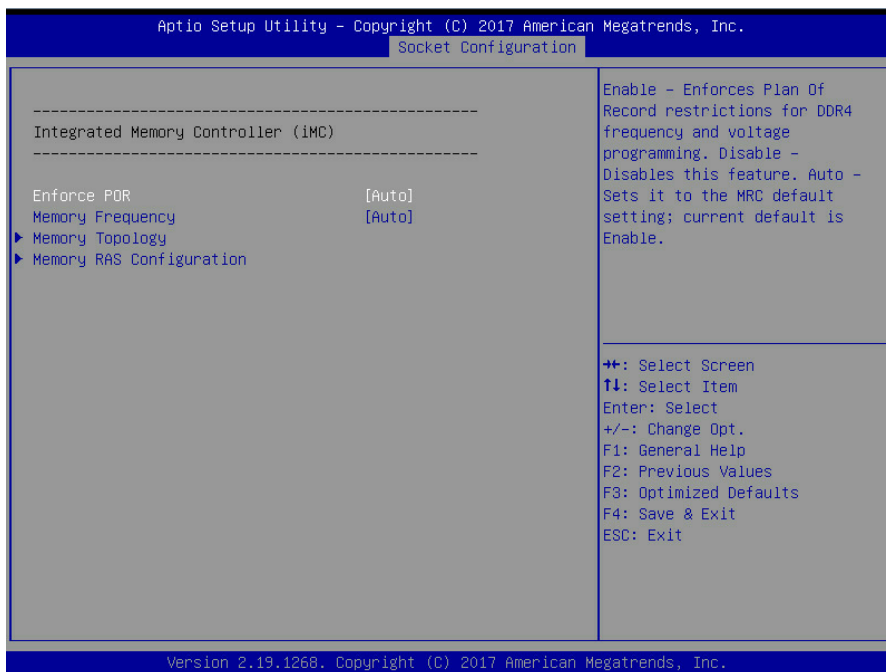 Aptio Setup Utility – Copyright (C) 2017 American Megatrends, Inc.
Socket Configuration
Integrated Memory Controller (iMC)
Enforce POR [Auto]
Memory Frequency [Auto]
Memory Topology
Memory RAS Configuration
Enable – Enforces Plan Of
Record restrictions for DDR4
frequency and voltage
programming. Disable –
Disables this feature. Auto –
Sets it to the MRC default
setting; current default is
Enable.
→←: Select Screen
↑↓: Select Item
Enter: Select
+/-: Change Opt.
F1: General Help
F2: Previous Values
F3: Optimized Defaults
F4: Save & Exit
ESC: Exit
Version 2.19.1268. Copyright (C) 2017 American Megatrends, Inc.